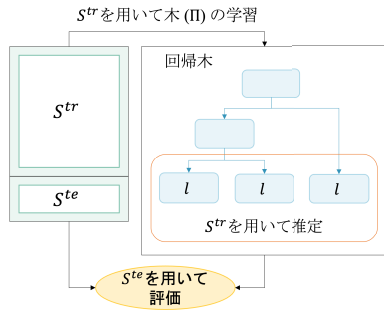 S^{tr}を用いて木 (Π) の学習
回帰木
S^{tr}
S^{te}
l
l
l
S^{tr}を用いて推定
S^{te}を用いて
評価